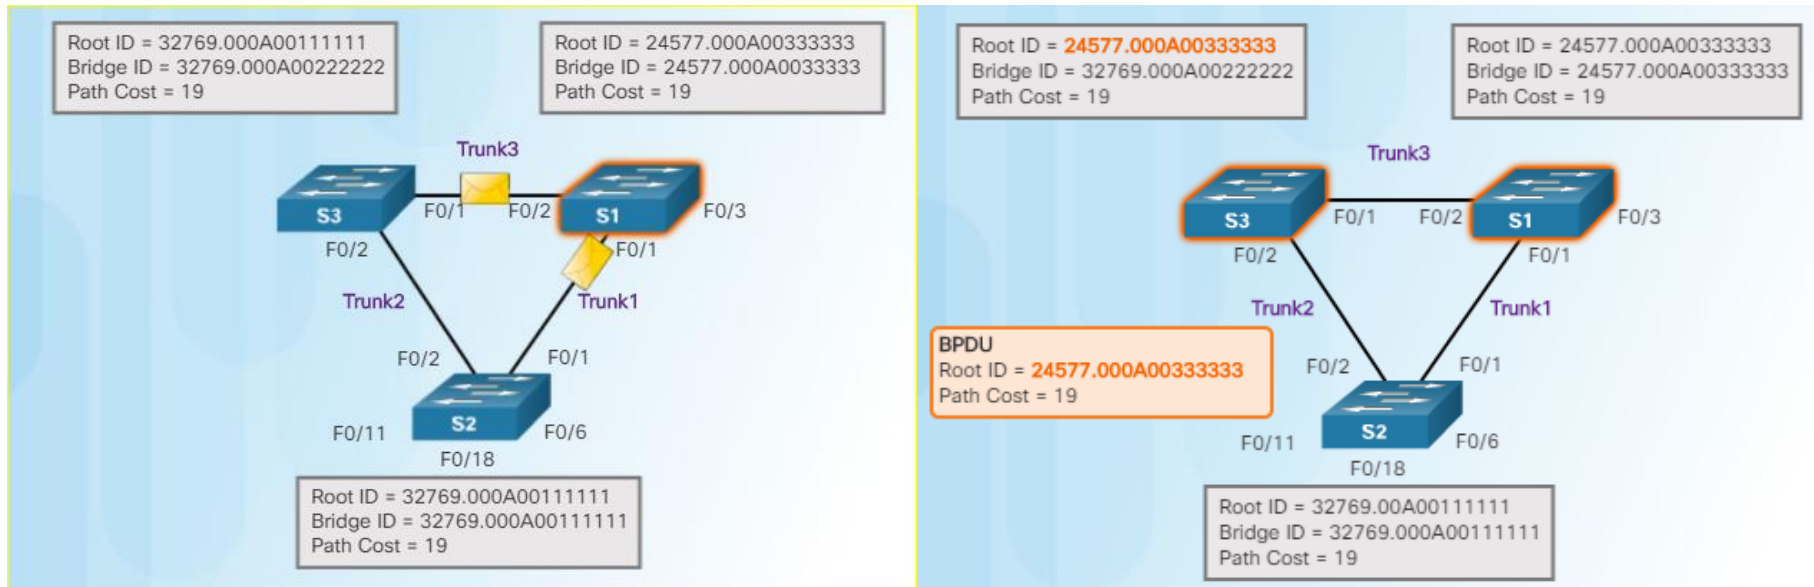 Root ID = 32769.000A00111111
Bridge ID = 32769.000A00222222
Path Cost = 19
Root ID = 24577.000A00333333
Bridge ID = 24577.000A0033333
Path Cost = 19
Trunk3
S3
F0/1
F0/2
S1
F0/3
F0/2
F0/1
Trunk2
Trunk1
F0/2
F0/1
S2
F0/11
F0/6
F0/18
Root ID = 32769.000A00111111
Bridge ID = 32769.000A00111111
Path Cost = 19
Root ID = 24577.000A00333333
Bridge ID = 32769.000A00222222
Path Cost = 19
Root ID = 24577.000A00333333
Bridge ID = 24577.000A00333333
Path Cost = 19
Trunk3
S3
F0/1
F0/2
S1
F0/3
F0/2
F0/1
Trunk2
Trunk1
BPDU
Root ID = 24577.000A00333333
Path Cost = 19
F0/2
F0/1
S2
F0/11
F0/6
F0/18
Root ID = 32769.00A00111111
Bridge ID = 32769.000A00111111
Path Cost = 19